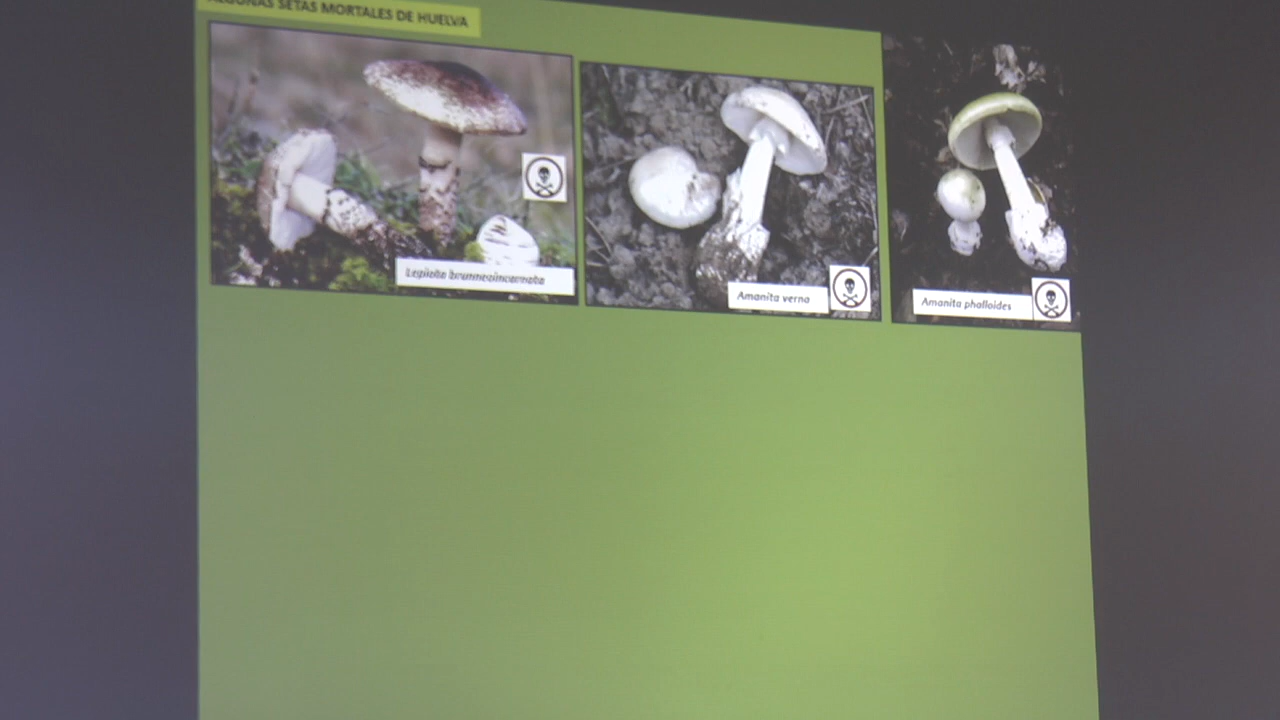 ALGUNAS SETAS MORTALES DE HUELVA
Lepiota brunneoincarnata
Amanita verna
Amanita phalloides